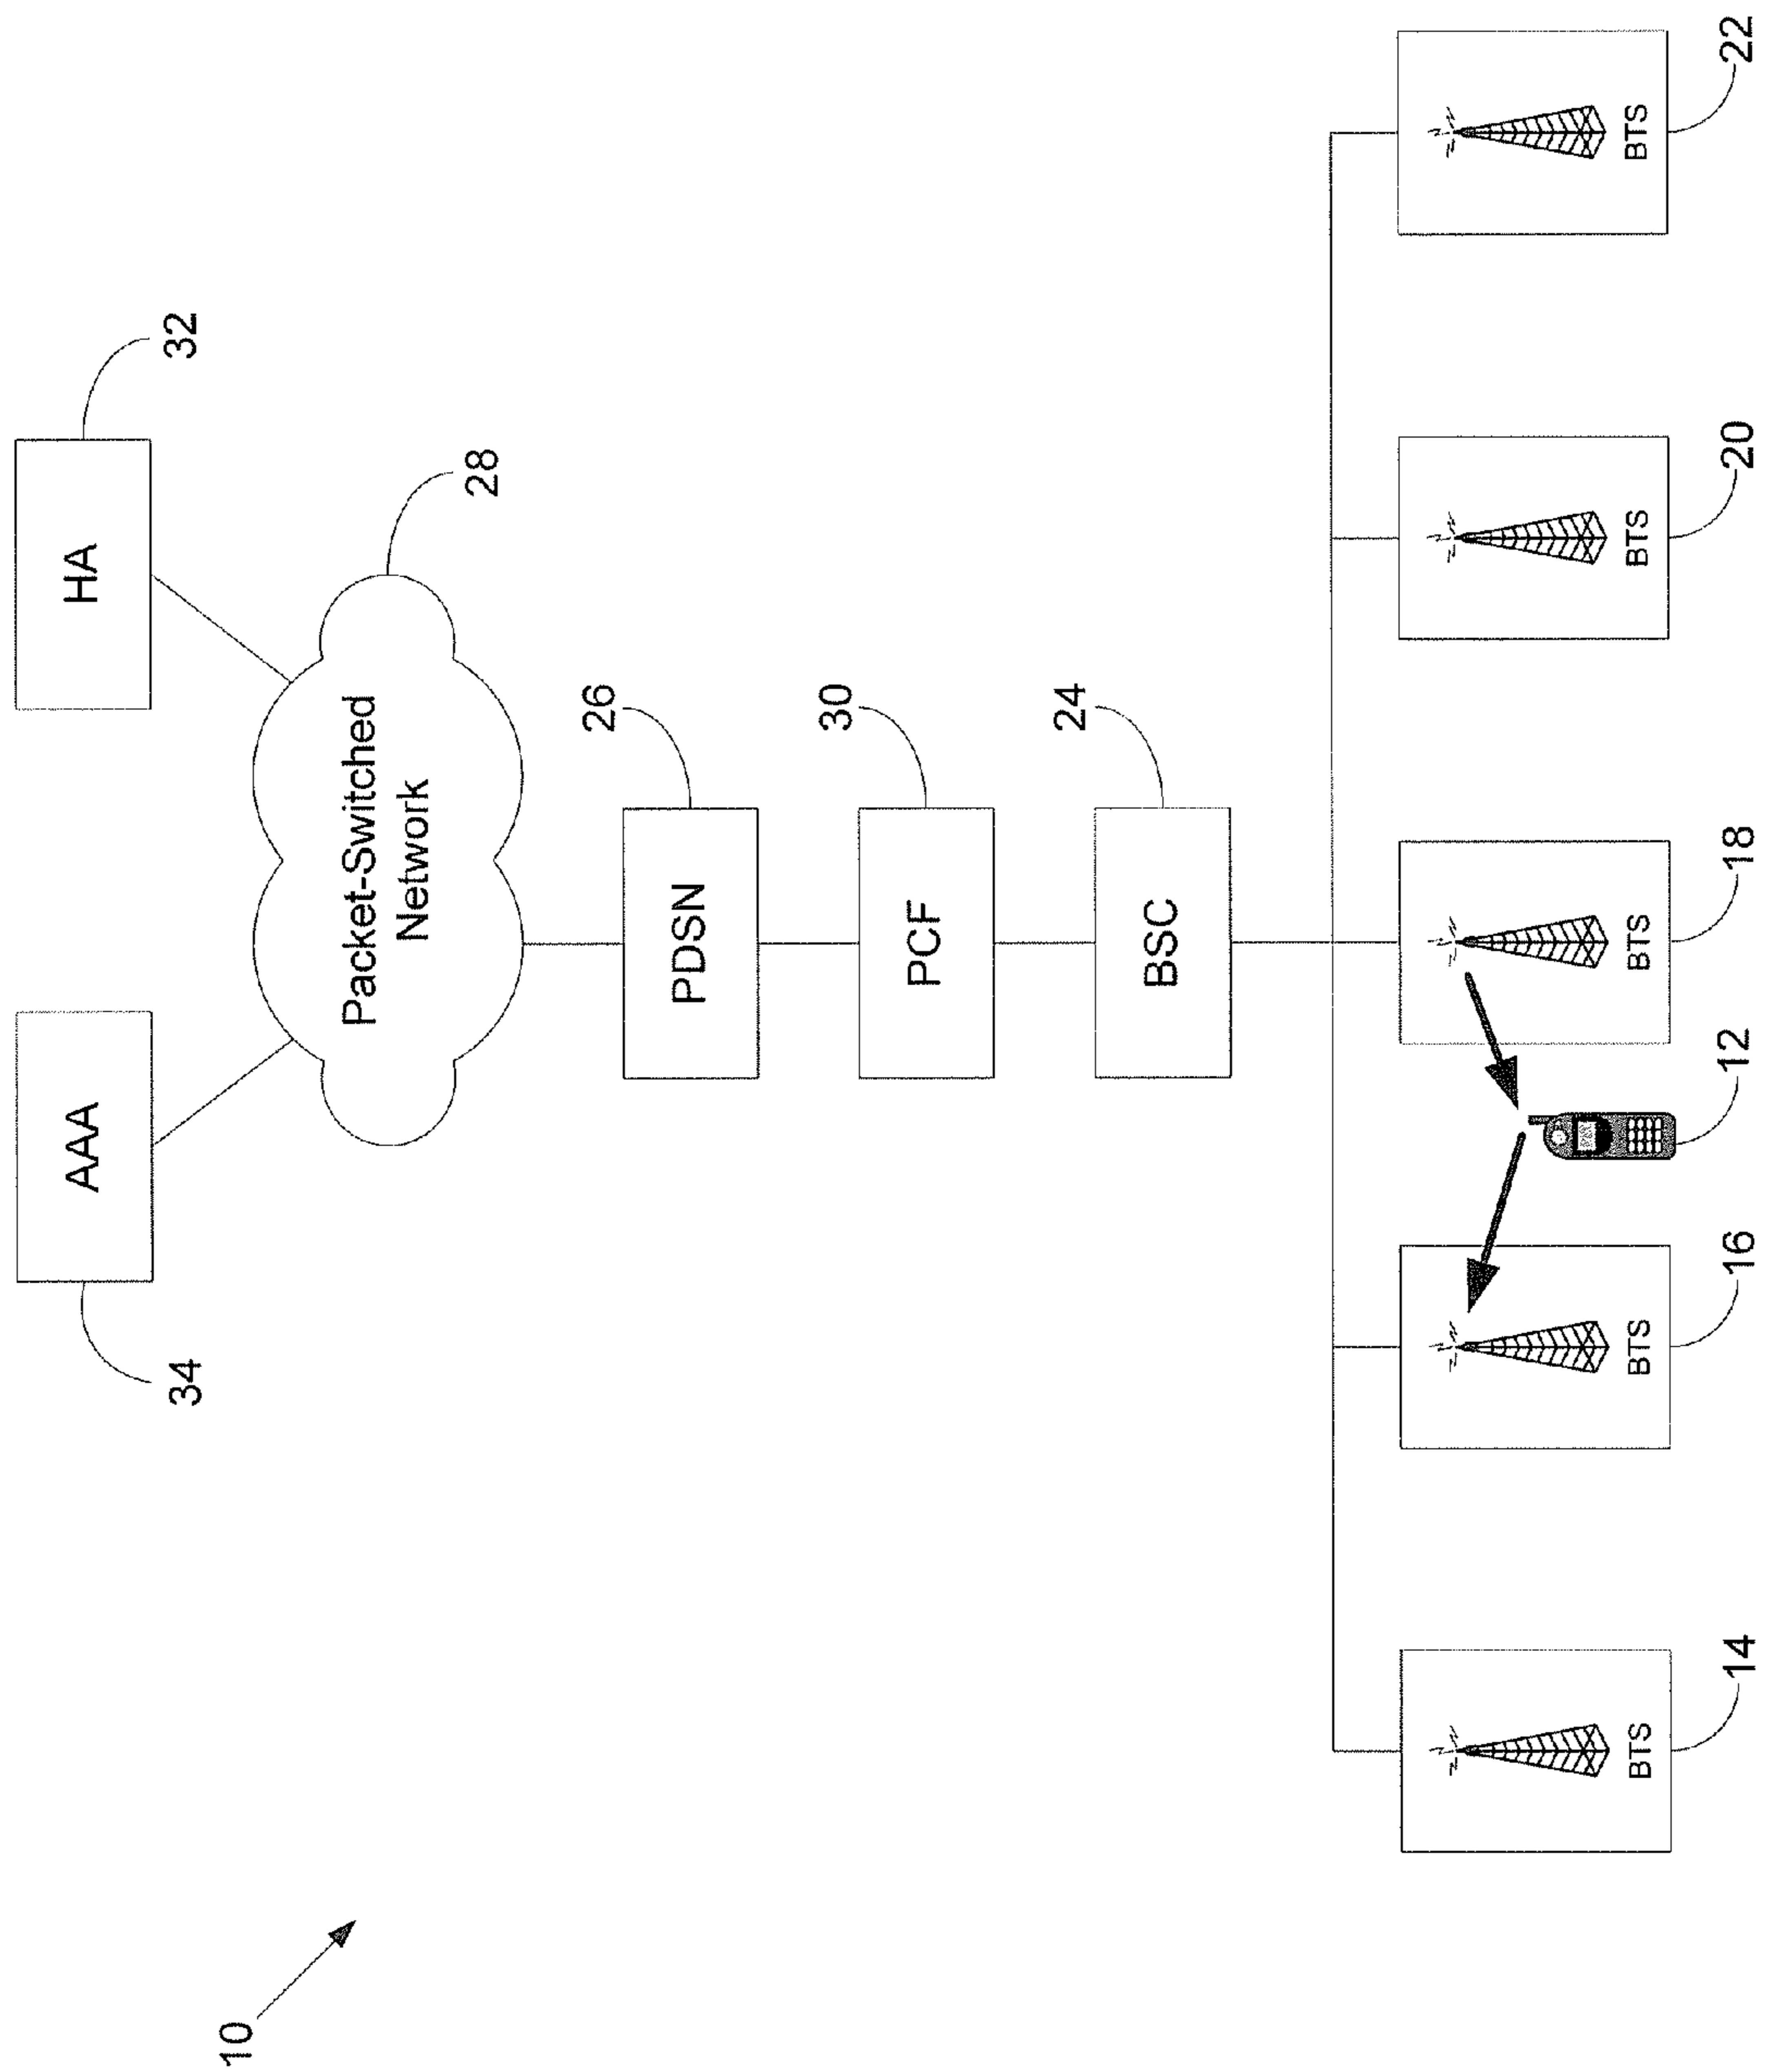 AAA
HA
34
32
10
Packet-Switched
Network
28
26
PDSN
30
PCF
24
BSC
BTS
BTS
BTS
BTS
BTS
14
16
12
18
20
22